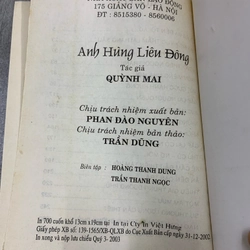 175 GIẢNG VÕ - HÀ NỘI
ĐT : 8515380 - 8560006
Anh Hùng Liêu Đông
Tác giả
QUỲNH MAI
Chịu trách nhiệm xuất bản:
PHAN ĐÀO NGUYÊN
Chịu trách nhiệm bản thảo:
TRẦN DŨNG
Biên tập : HOÀNG THANH DUNG
TRẦN THANH NGỌC
In 700 cuốn khổ 13cm x 19cm tại In tại Cty In Việt Hưng
Giấy phép XB số: 139-1565/XB-QLXB do Cục Xuất Bản cấp ngày 31-12-2002
In xong và nộp lưu chiểu Quý 3-2003